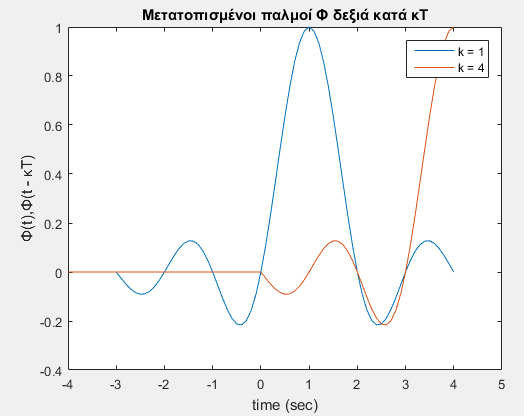 Μετατοπισμένοι παλμοί Φ δεξιά κατά κΤ
1
0.8
0.6
0.4
0.2
0
-0.2
-0.4
Φ(t),Φ(t - κT)
k = 1
k = 4
-4 -3 -2 -1 0 1 2 3 4 5
time (sec)